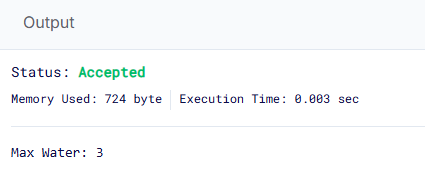 Output
Status: Accepted
Memory Used: 724 byte Execution Time: 0.003 sec
Max Water: 3